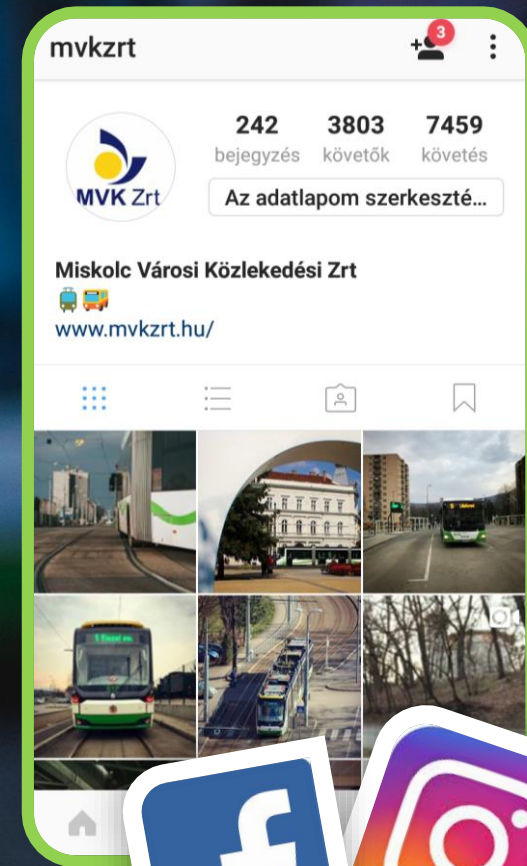 mvkzrt
3
242 3803 7459
bejegyzés követők követés
MVK Zrt
Az adatlapom szerkeszté...
Miskolc Városi Közlekedési Zrt
www.mvkzrt.hu/